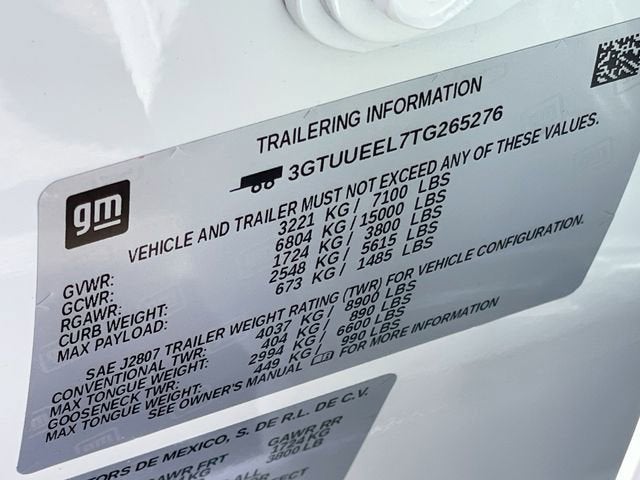 TRAILERING INFORMATION
3GTUUEEL7TG265276
gm
VEHICLE AND TRAILER MUST NOT EXCEED ANY OF THESE VALUES.
GVWR: 3221 KG / 7100 LBS
GCWR: 6804 KG / 15000 LBS
RGAWR: 1724 KG / 3800 LBS
CURB WEIGHT: 2548 KG / 5615 LBS
MAX PAYLOAD: 673 KG / 1485 LBS
SAE J2807 TRAILER WEIGHT RATING (TWR) FOR VEHICLE CONFIGURATION.
CONVENTIONAL TWR: 4037 KG / 8900 LBS
MAX TONGUE WEIGHT: 404 KG / 890 LBS
GOOSENECK TWR: 2994 KG / 6600 LBS
MAX TONGUE WEIGHT: 449 KG / 990 LBS
SEE OWNER'S MANUAL FOR MORE INFORMATION
TORS DE MEXICO, S. DE R.L. DE C.V.
GAWR FRT GAWR RR
1724 KG
3800 LB